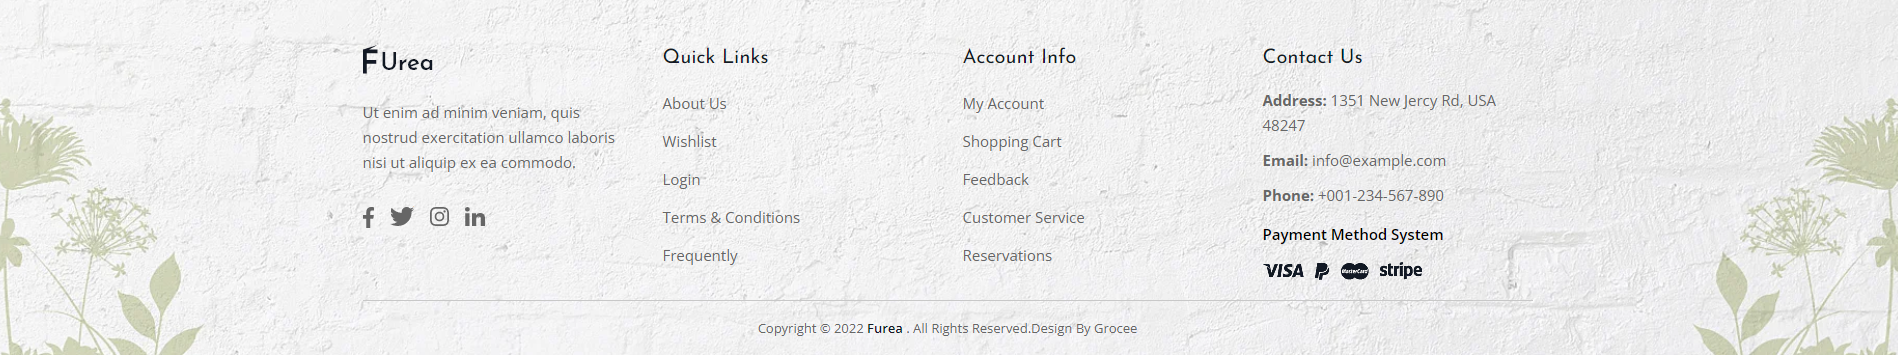 FUrea
Ut enim ad minim veniam, quis
nostrud exercitation ullamco laboris
nisi ut aliquip ex ea commodo.
Quick Links
About Us
Wishlist
Login
Terms & Conditions
Frequently
Account Info
My Account
Shopping Cart
Feedback
Customer Service
Reservations
Contact Us
Address: 1351 New Jercy Rd, USA
48247
Email: info@example.com
Phone: +001-234-567-890
Payment Method System
VISA MasterCard stripe
Copyright © 2022 Furea . All Rights Reserved.Design By Grocee